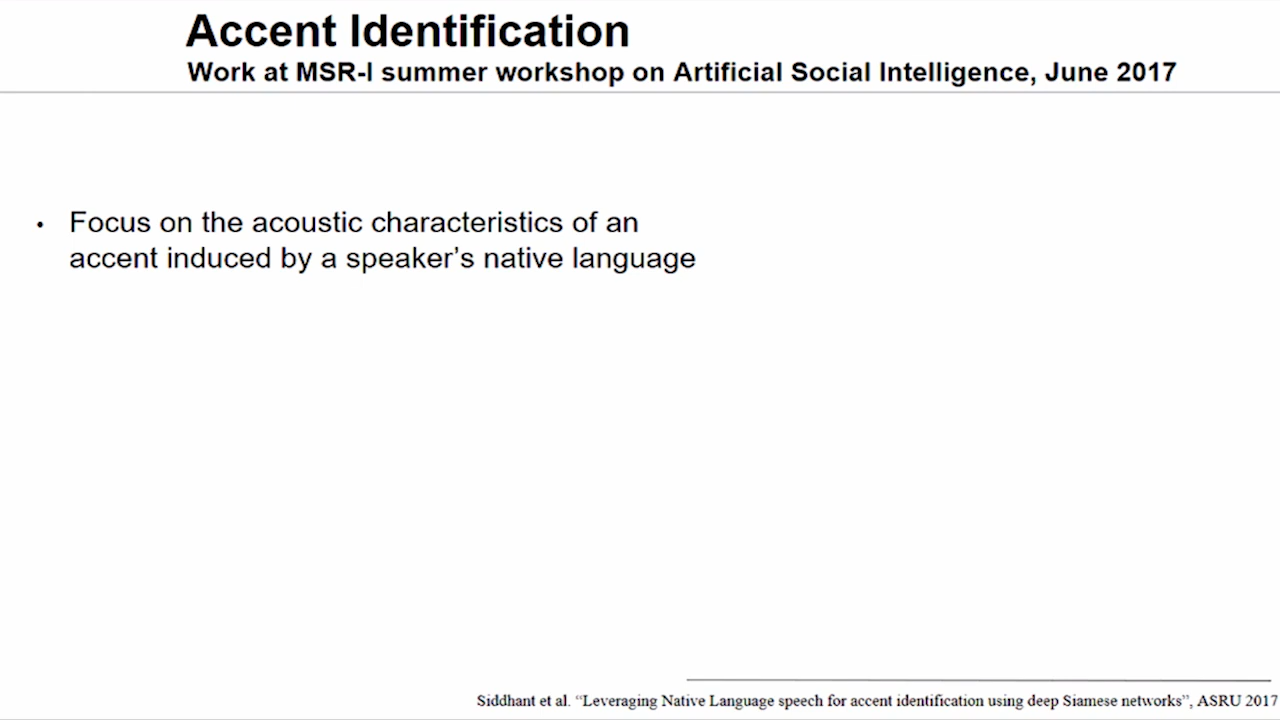 Accent Identification
Work at MSR-I summer workshop on Artificial Social Intelligence, June 2017
• Focus on the acoustic characteristics of an
accent induced by a speaker’s native language
Siddhant et al. “Leveraging Native Language speech for accent identification using deep Siamese networks”, ASRU 2017